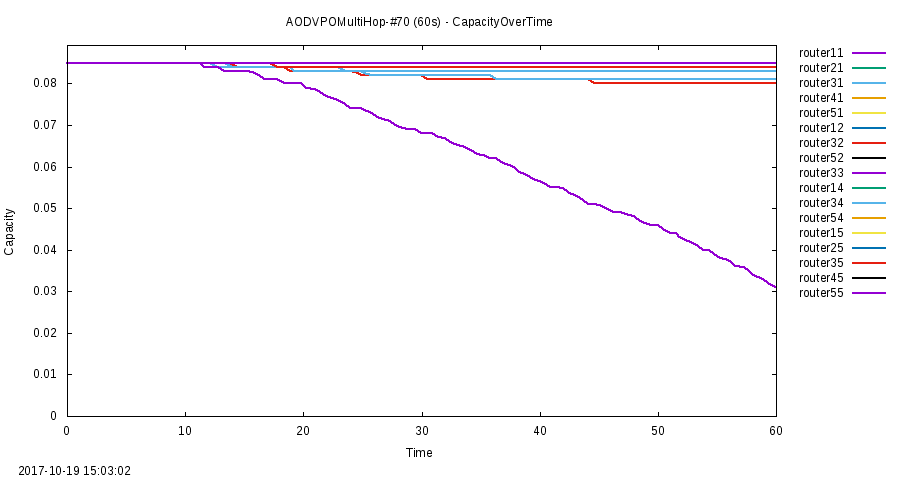 AODVPOMultiHop-#70 (60s) - CapacityOverTime
router11
router21
router31
router41
router51
router12
router32
router52
router33
router14
router34
router54
router15
router25
router35
router45
router55
0.08
0.07
0.06
0.05
0.04
0.03
0.02
0.01
0
Capacity
0 10 20 30 40 50 60
Time
2017-10-19 15:03:02